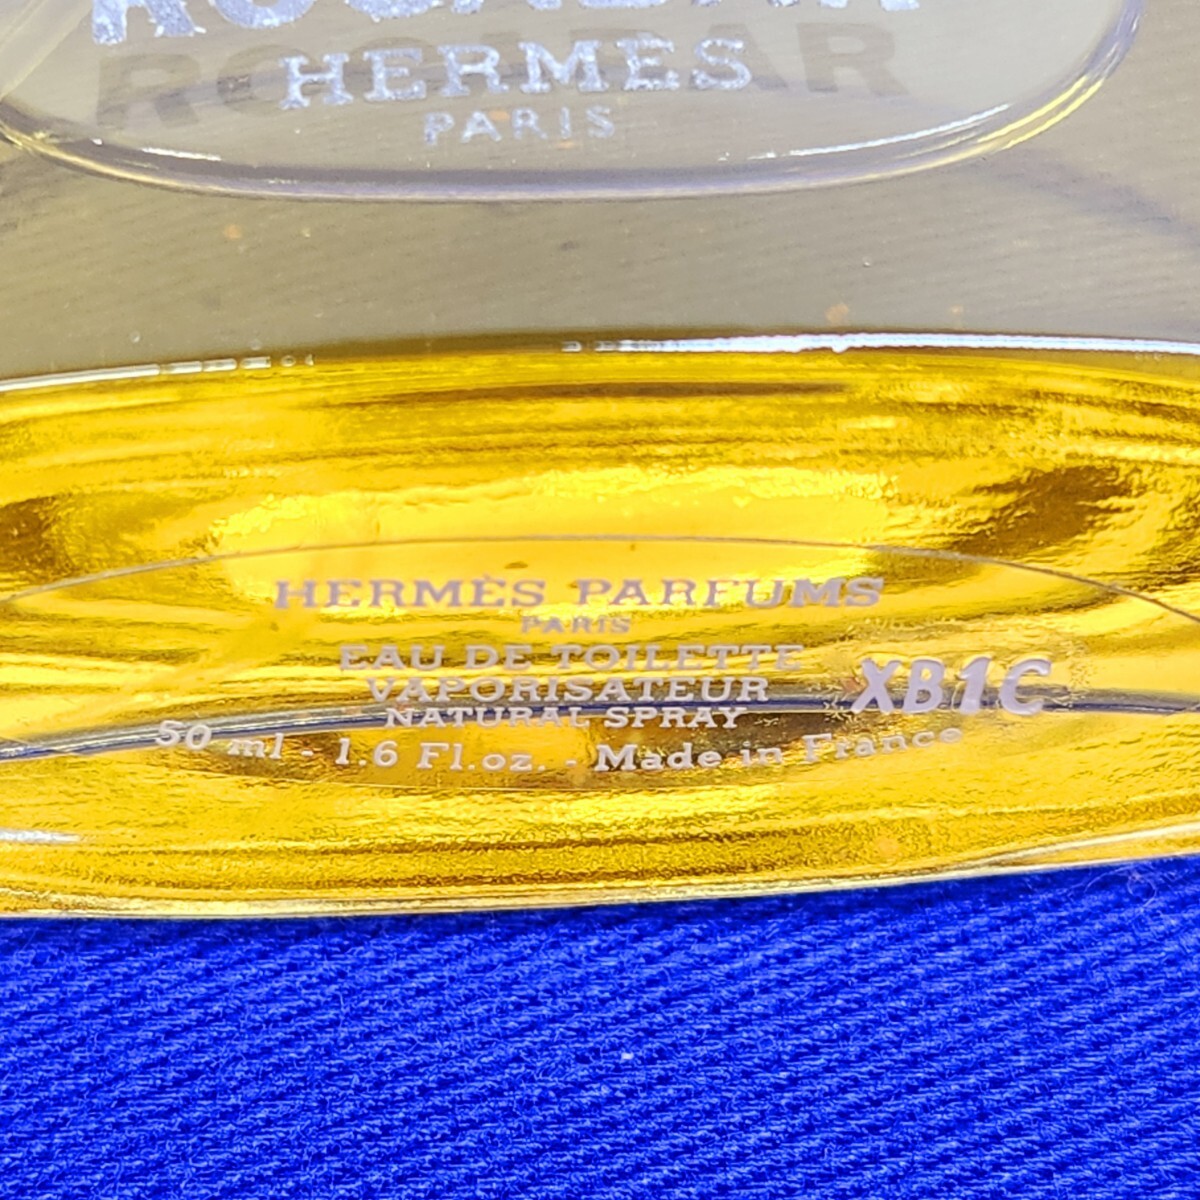 ROCABAR
HERMES
PARIS
HERMÈS PARFUMS
PARIS
EAU DE TOILETTE
VAPORISATEUR
NATURAL SPRAY
XB1C
50 ml - 1.6 Fl.oz. - Made in France